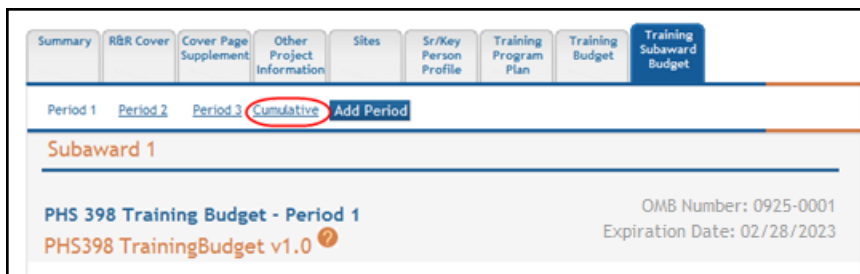 Summary R&R Cover Cover Page Supplement Other Project Information Sites Sr/Key Person Profile Training Program Plan Training Budget Training Subaward Budget
Period 1 Period 2 Period 3 Cumulative Add Period
Subaward 1
PHS 398 Training Budget - Period 1 OMB Number: 0925-0001
PHS398 TrainingBudget v1.0 ? Expiration Date: 02/28/2023